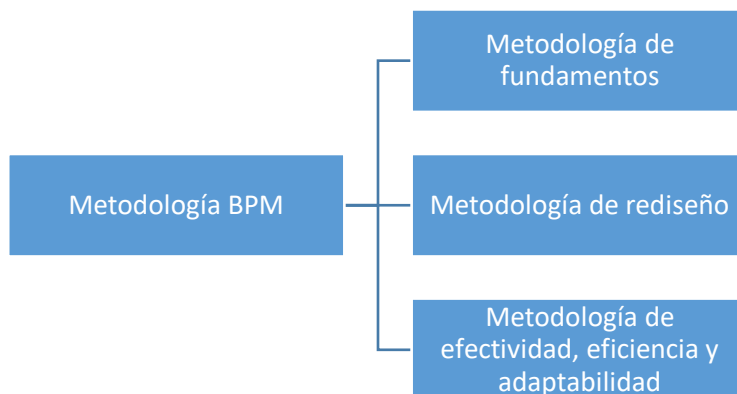 Metodología de
fundamentos
Metodología BPM
Metodología de rediseño
Metodología de
efectividad, eficiencia y
adaptabilidad